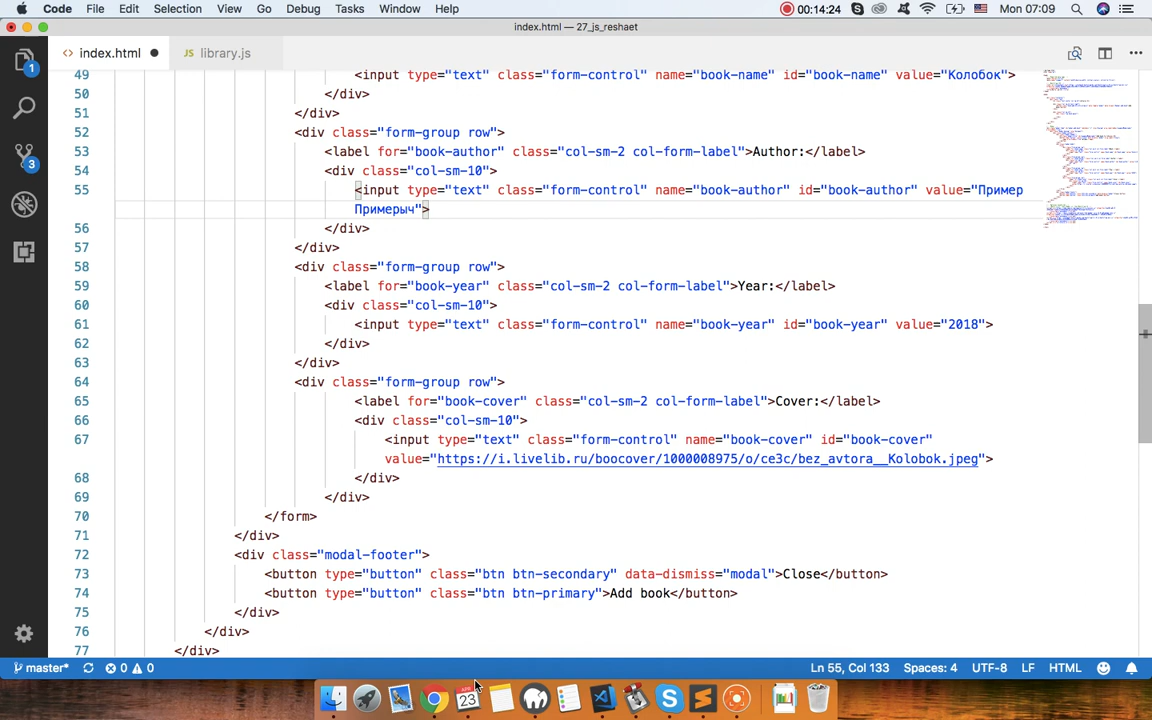 Code File Edit Selection View Go Debug Tasks Window Help 00:14:24 Mon 07:09
index.html — 27_js_reshaet
index.html library.js
49 <input type="text" class="form-control" name="book-name" id="book-name" value="Колобок">
50 </div>
51 </div>
52 <div class="form-group row">
53 <label for="book-author" class="col-sm-2 col-form-label">Author:</label>
54 <div class="col-sm-10">
55 <input type="text" class="form-control" name="book-author" id="book-author" value="Пример
Примерыч">
56 </div>
57 </div>
58 <div class="form-group row">
59 <label for="book-year" class="col-sm-2 col-form-label">Year:</label>
60 <div class="col-sm-10">
61 <input type="text" class="form-control" name="book-year" id="book-year" value="2018">
62 </div>
63 </div>
64 <div class="form-group row">
65 <label for="book-cover" class="col-sm-2 col-form-label">Cover:</label>
66 <div class="col-sm-10">
67 <input type="text" class="form-control" name="book-cover" id="book-cover"
value="https://i.livelib.ru/boocover/1000008975/o/ce3c/bez_avtora__Kolobok.jpeg">
68 </div>
69 </div>
70 </form>
71 </div>
72 <div class="modal-footer">
73 <button type="button" class="btn btn-secondary" data-dismiss="modal">Close</button>
74 <button type="button" class="btn btn-primary">Add book</button>
75 </div>
76 </div>
77 </div>
master* 0 0 Ln 55, Col 133 Spaces: 4 UTF-8 LF HTML